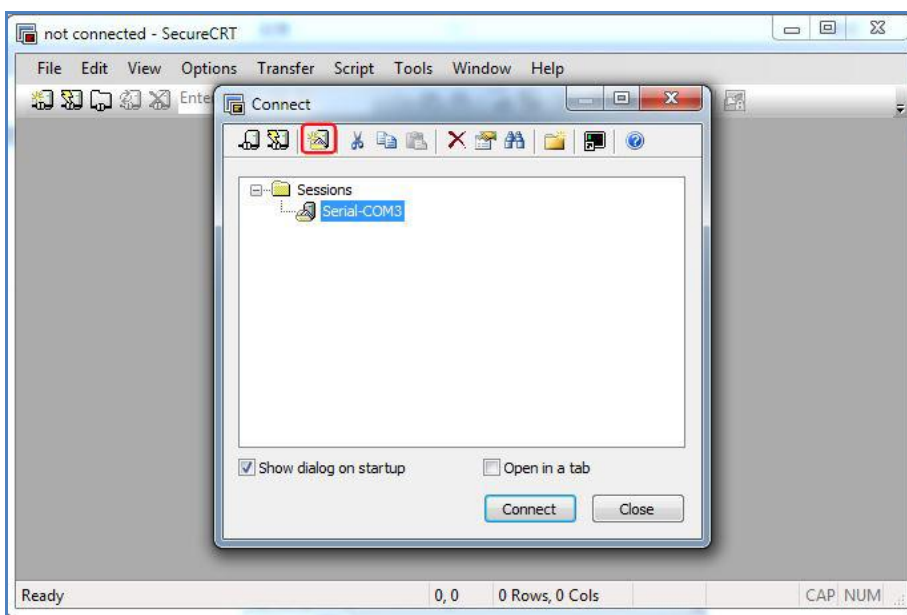 not connected - SecureCRT
File Edit View Options Transfer Script Tools Window Help
Enter
Connect
Sessions
Serial-COM3
Show dialog on startup
Open in a tab
Connect
Close
Ready
0, 0
0 Rows, 0 Cols
CAP NUM